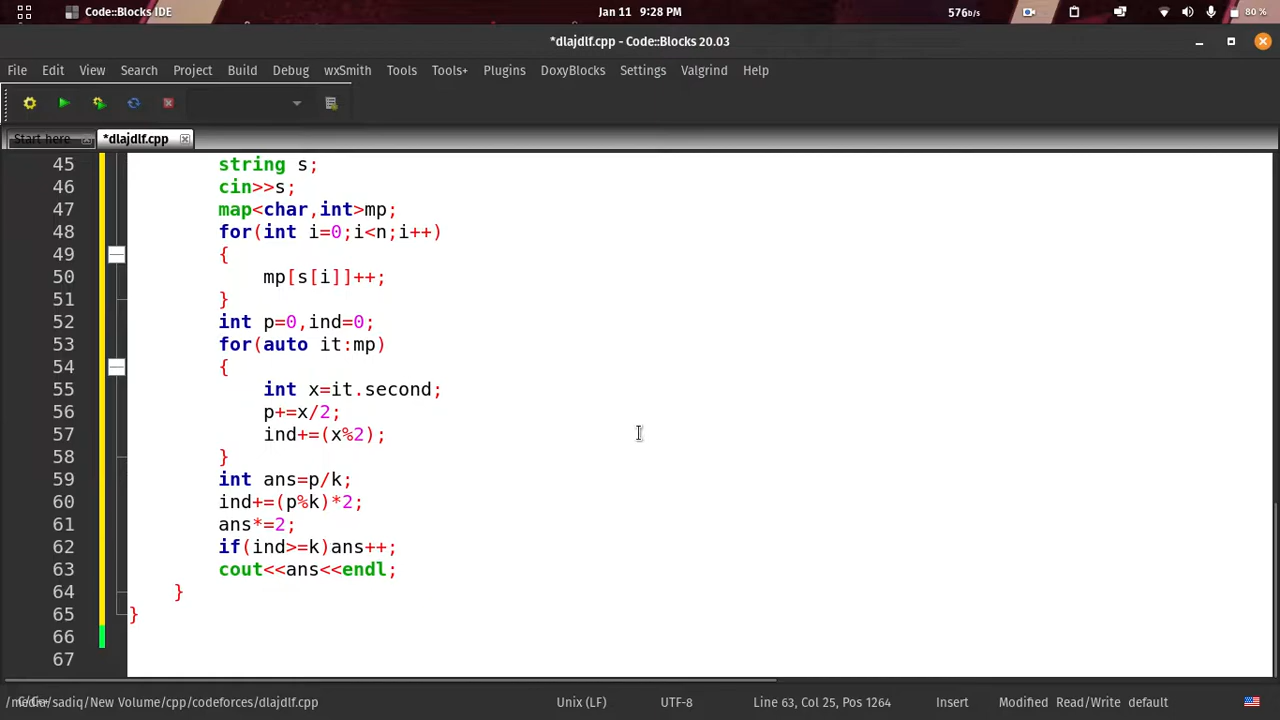 Code::Blocks IDE
Jan 11 9:28 PM
576b/s
80 %
*dlajdlf.cpp - Code::Blocks 20.03
File Edit View Search Project Build Debug wxSmith Tools Tools+ Plugins DoxyBlocks Settings Valgrind Help
Start here *dlajdlf.cpp
45 string s;
46 cin>>s;
47 map<char,int>mp;
48 for(int i=0;i<n;i++)
49 {
50 mp[s[i]]++;
51 }
52 int p=0,ind=0;
53 for(auto it:mp)
54 {
55 int x=it.second;
56 p+=x/2;
57 ind+=(x%2);
58 }
59 int ans=p/k;
60 ind+=(p%k)*2;
61 ans*=2;
62 if(ind>=k)ans++;
63 cout<<ans<<endl;
64 }
65 }
66
67
/media/sadiq/New Volume/cpp/codeforces/dlajdlf.cpp Unix (LF) UTF-8 Line 63, Col 25, Pos 1264 Insert Modified Read/Write default